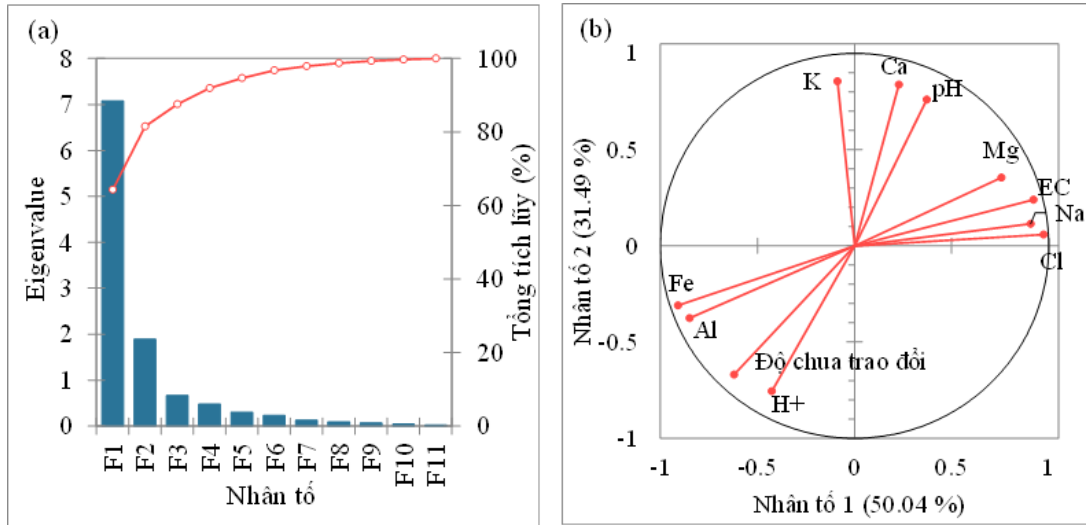 (a)
8
7
6
5
4
3
2
1
0
Eigenvalue
100
80
60
40
20
0
Tổng tích lũy (%)
F1
F2
F3
F4
F5
F6
F7
F8
F9
F10
F11
Nhân tố
(b)
1
0.5
0
-0.5
-1
Nhân tố 2 (31.49 %)
K
Ca
pH
Mg
EC
Na
Cl
Fe
Al
Độ chua trao đổi
H+
-1
-0.5
0
0.5
1
Nhân tố 1 (50.04 %)